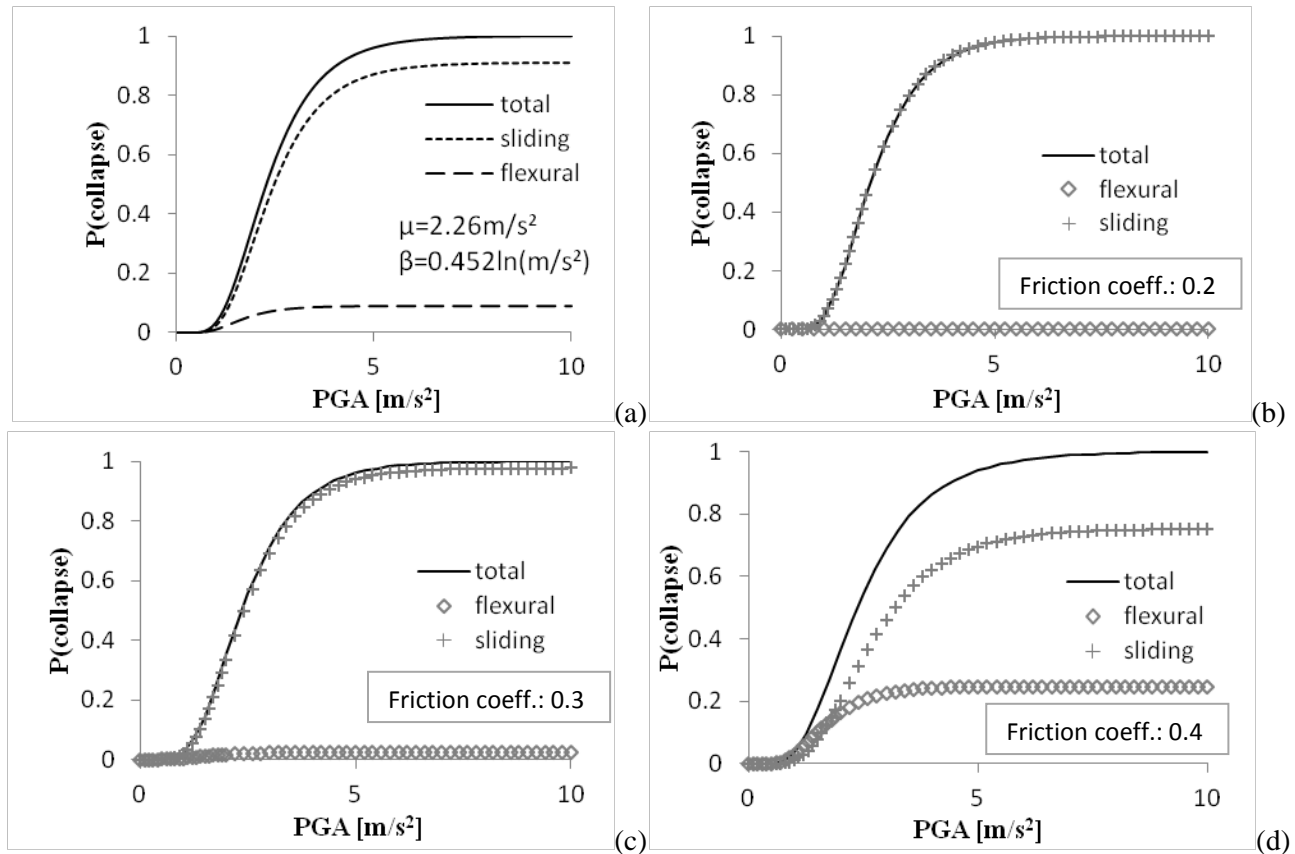 P(collapse)
1
0.8
0.6
0.4
0.2
0
total
sliding
flexural
μ=2.26m/s²
β=0.452ln(m/s²)
0 5 10
PGA [m/s²]
(a)
P(collapse)
1
0.8
0.6
0.4
0.2
0
total
flexural
sliding
Friction coeff.: 0.2
0 5 10
PGA [m/s²]
(b)
P(collapse)
1
0.8
0.6
0.4
0.2
0
total
flexural
sliding
Friction coeff.: 0.3
0 5 10
PGA [m/s²]
(c)
P(collapse)
1
0.8
0.6
0.4
0.2
0
total
flexural
sliding
Friction coeff.: 0.4
0 5 10
PGA [m/s²]
(d)